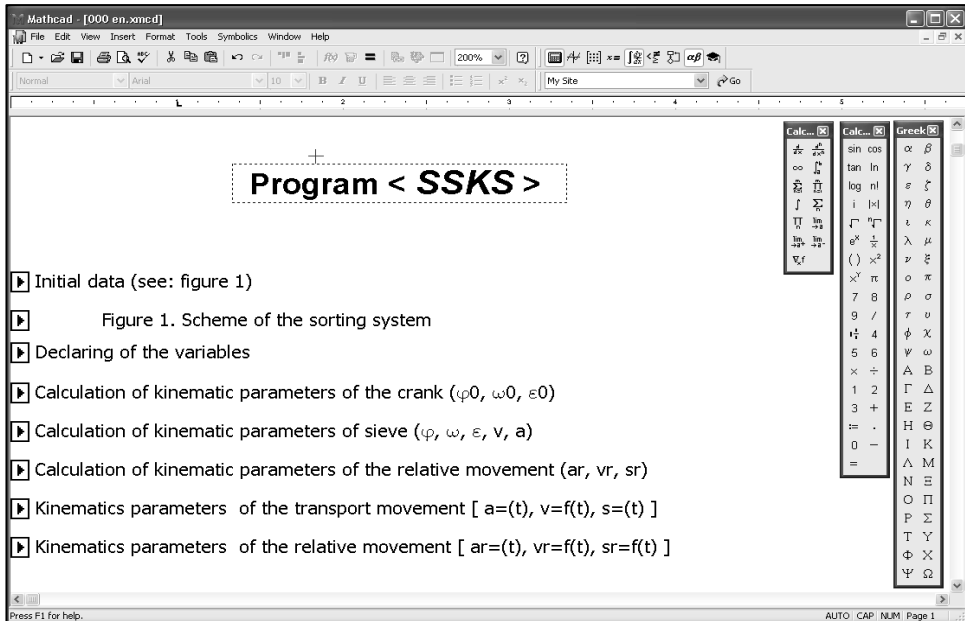 Mathcad - [000 en.xmcd]
File Edit View Insert Format Tools Symbolics Window Help
200%
My Site
Go
Normal Arial 10 B I U
2 3 4 5
Program < SSKS >
Initial data (see: figure 1)
Figure 1. Scheme of the sorting system
Declaring of the variables
Calculation of kinematic parameters of the crank (φ0, ω0, ε0)
Calculation of kinematic parameters of sieve (φ, ω, ε, v, a)
Calculation of kinematic parameters of the relative movement (ar, vr, sr)
Kinematics parameters of the transport movement [ a=(t), v=f(t), s=(t) ]
Kinematics parameters of the relative movement [ ar=(t), vr=f(t), sr=f(t) ]
Calc...
Calc...
sin cos
tan ln
log n!
i |×|
( ) ×²
×ʸ π
7 8
9 /
4
5 6
× ÷
1 2
3 +
:= .
0 −
=
Greek
α β
γ δ
ε ζ
η θ
ι κ
λ μ
ν ξ
ο π
ρ σ
τ υ
ϕ χ
ψ ω
Α Β
Γ Δ
Ε Ζ
Η Θ
Ι Κ
Λ Μ
Ν Ξ
Ο Π
Ρ Σ
Τ Υ
Φ Χ
Ψ Ω
Press F1 for help.
AUTO CAP NUM Page 1